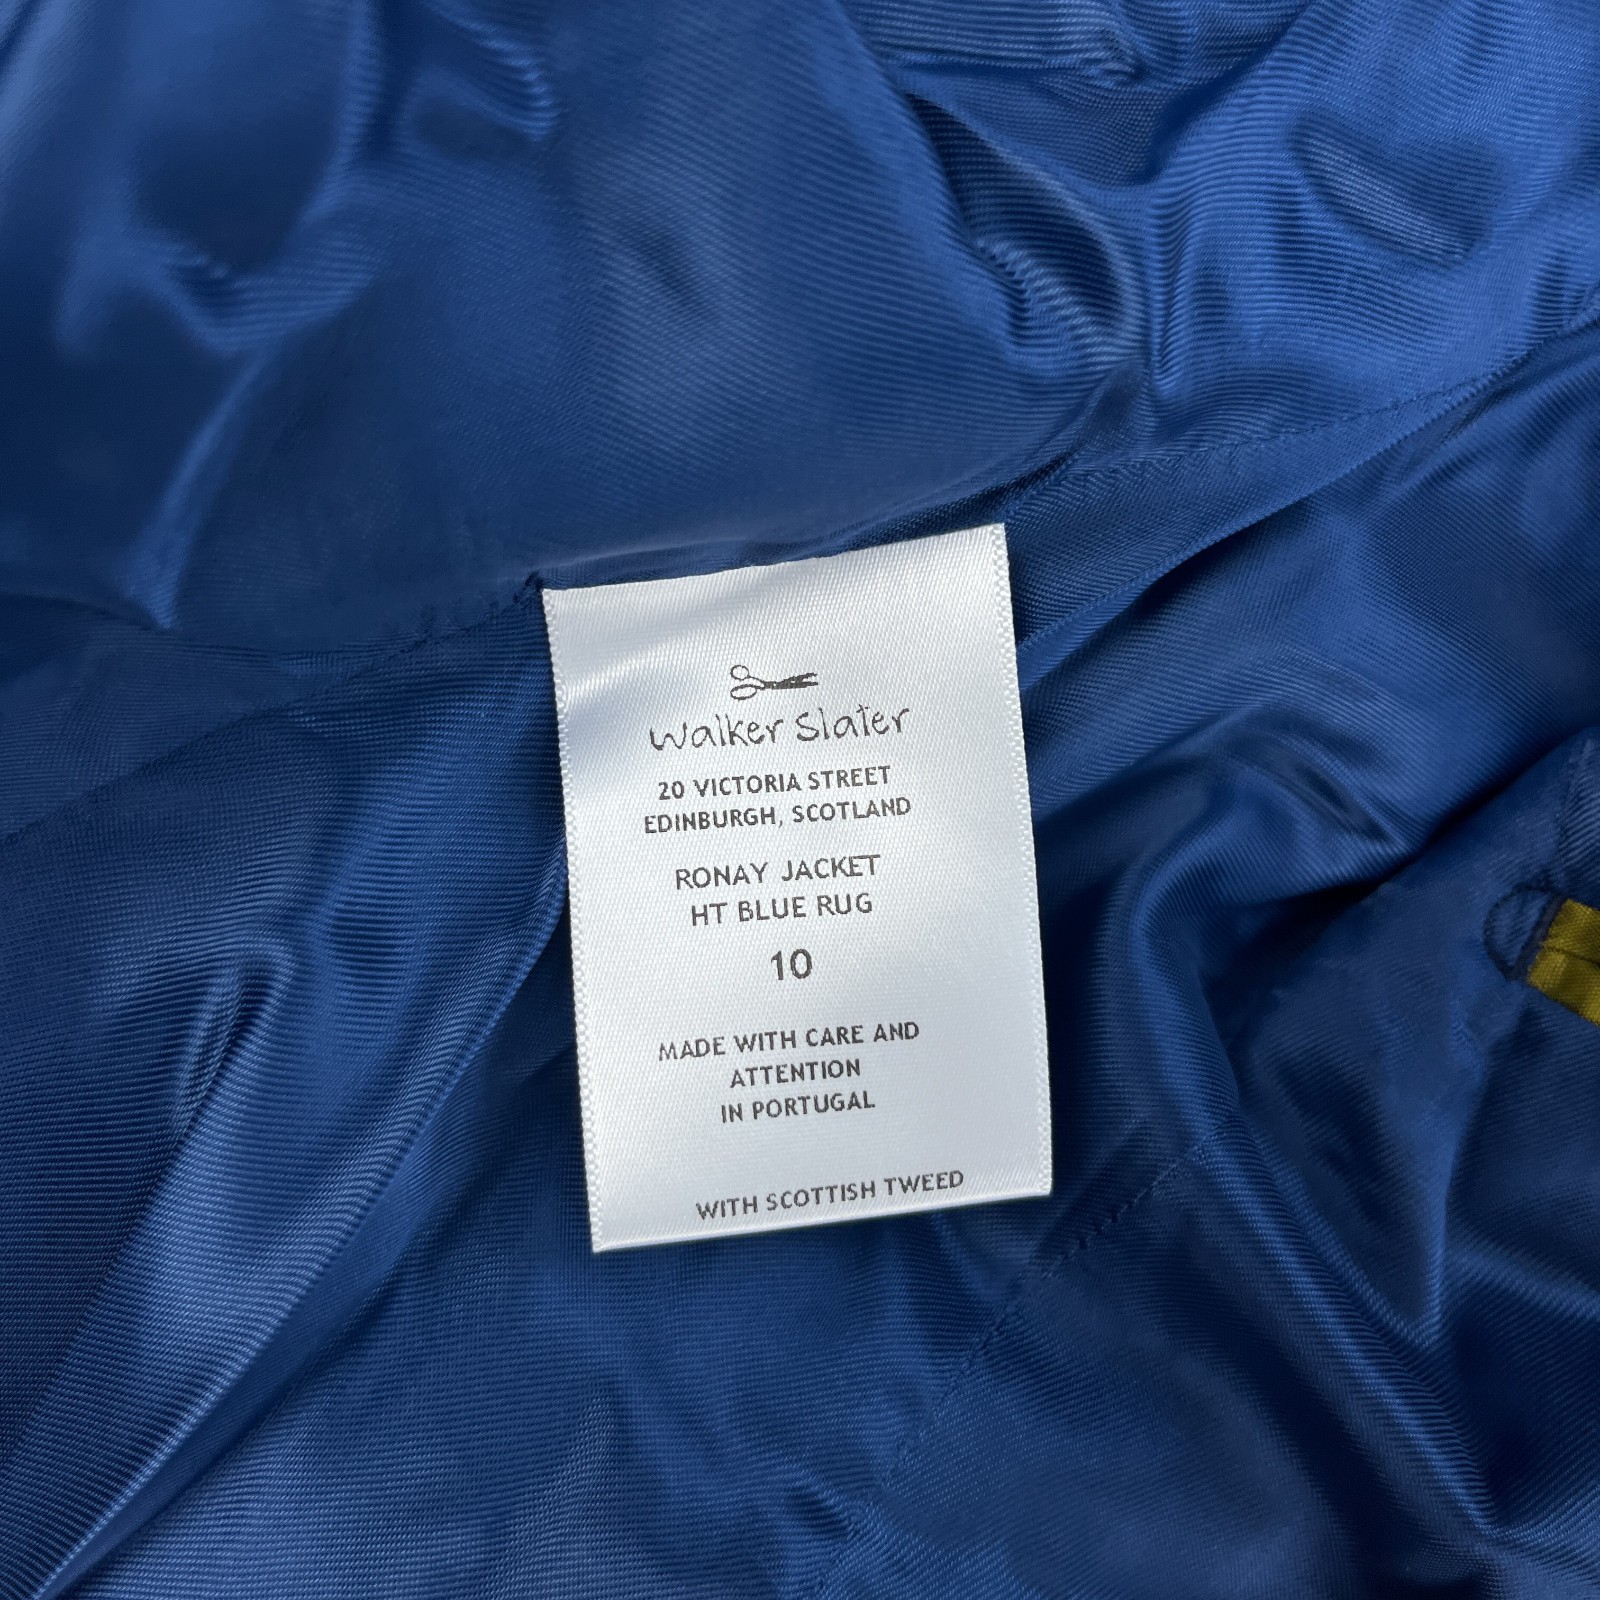 Walker Slater
20 VICTORIA STREET
EDINBURGH, SCOTLAND
RONAY JACKET
HT BLUE RUG
10
MADE WITH CARE AND
ATTENTION
IN PORTUGAL
WITH SCOTTISH TWEED